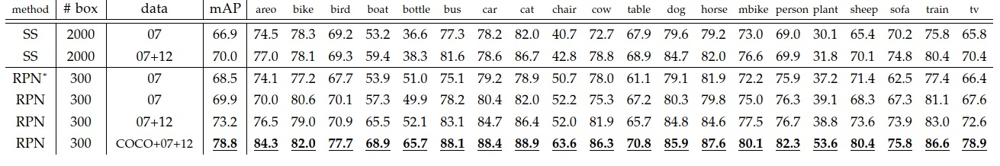 method # box data mAP areo bike bird boat bottle bus car cat chair cow table dog horse mbike person plant sheep sofa train tv
SS 2000 07 66.9 74.5 78.3 69.2 53.2 36.6 77.3 78.2 82.0 40.7 72.7 67.9 79.6 79.2 73.0 69.0 30.1 65.4 70.2 75.8 65.8
SS 2000 07+12 70.0 77.0 78.1 69.3 59.4 38.3 81.6 78.6 86.7 42.8 78.8 68.9 84.7 82.0 76.6 69.9 31.8 70.1 74.8 80.4 70.4
RPN* 300 07 68.5 74.1 77.2 67.7 53.9 51.0 75.1 79.2 78.9 50.7 78.0 61.1 79.1 81.9 72.2 75.9 37.2 71.4 62.5 77.4 66.4
RPN 300 07 69.9 70.0 80.6 70.1 57.3 49.9 78.2 80.4 82.0 52.2 75.3 67.2 80.3 79.8 75.0 76.3 39.1 68.3 67.3 81.1 67.6
RPN 300 07+12 73.2 76.5 79.0 70.9 65.5 52.1 83.1 84.7 86.4 52.0 81.9 65.7 84.8 84.6 77.5 76.7 38.8 73.6 73.9 83.0 72.6
RPN 300 COCO+07+12 78.8 84.3 82.0 77.7 68.9 65.7 88.1 88.4 88.9 63.6 86.3 70.8 85.9 87.6 80.1 82.3 53.6 80.4 75.8 86.6 78.9